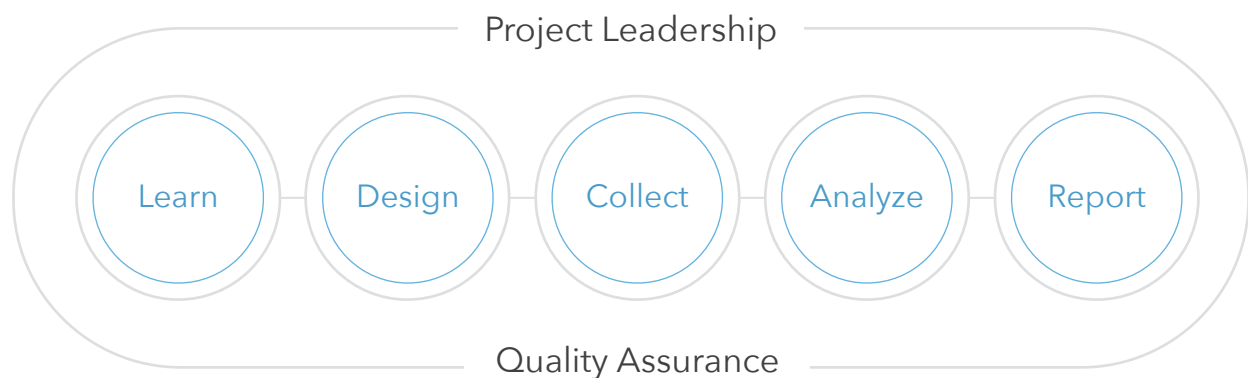 Project Leadership
Learn
Design
Collect
Analyze
Report
Quality Assurance